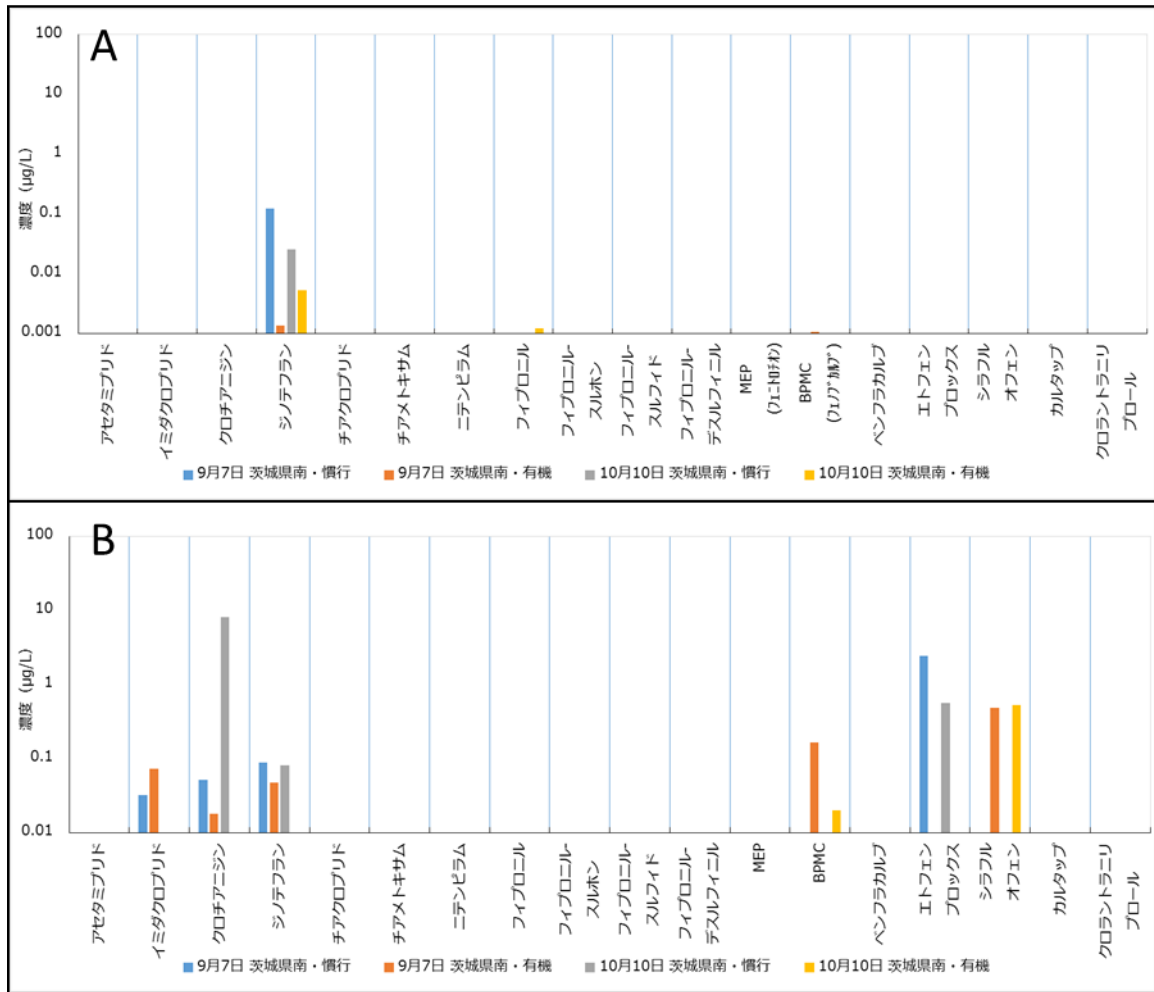 A
100
10
1
0.1
0.01
0.001
濃度（μg/L）
アセタミプリド
イミダクロプリド
クロチアニジン
ジノテフラン
チアクロプリド
チアメトキサム
ニテンピラム
フィプロニル
フィプロニル-
スルホン
フィプロニル-
スルフィド
フィプロニル-
デスルフィニル
MEP
(ﾌｪﾆﾄﾛﾁｵﾝ)
BPMC
(ﾌｪﾉﾌﾞｶﾙﾌﾞ)
ベンフラカルブ
エトフェン
プロックス
シラフル
オフェン
カルタップ
クロラントラニリ
プロール
9月7日 茨城県南・慣行
9月7日 茨城県南・有機
10月10日 茨城県南・慣行
10月10日 茨城県南・有機
B
100
10
1
0.1
0.01
濃度（μg/L）
アセタミプリド
イミダクロプリド
クロチアニジン
ジノテフラン
チアクロプリド
チアメトキサム
ニテンピラム
フィプロニル
フィプロニル-
スルホン
フィプロニル-
スルフィド
フィプロニル-
デスルフィニル
MEP
BPMC
ベンフラカルブ
エトフェン
プロックス
シラフル
オフェン
カルタップ
クロラントラニリ
プロール
9月7日 茨城県南・慣行
9月7日 茨城県南・有機
10月10日 茨城県南・慣行
10月10日 茨城県南・有機